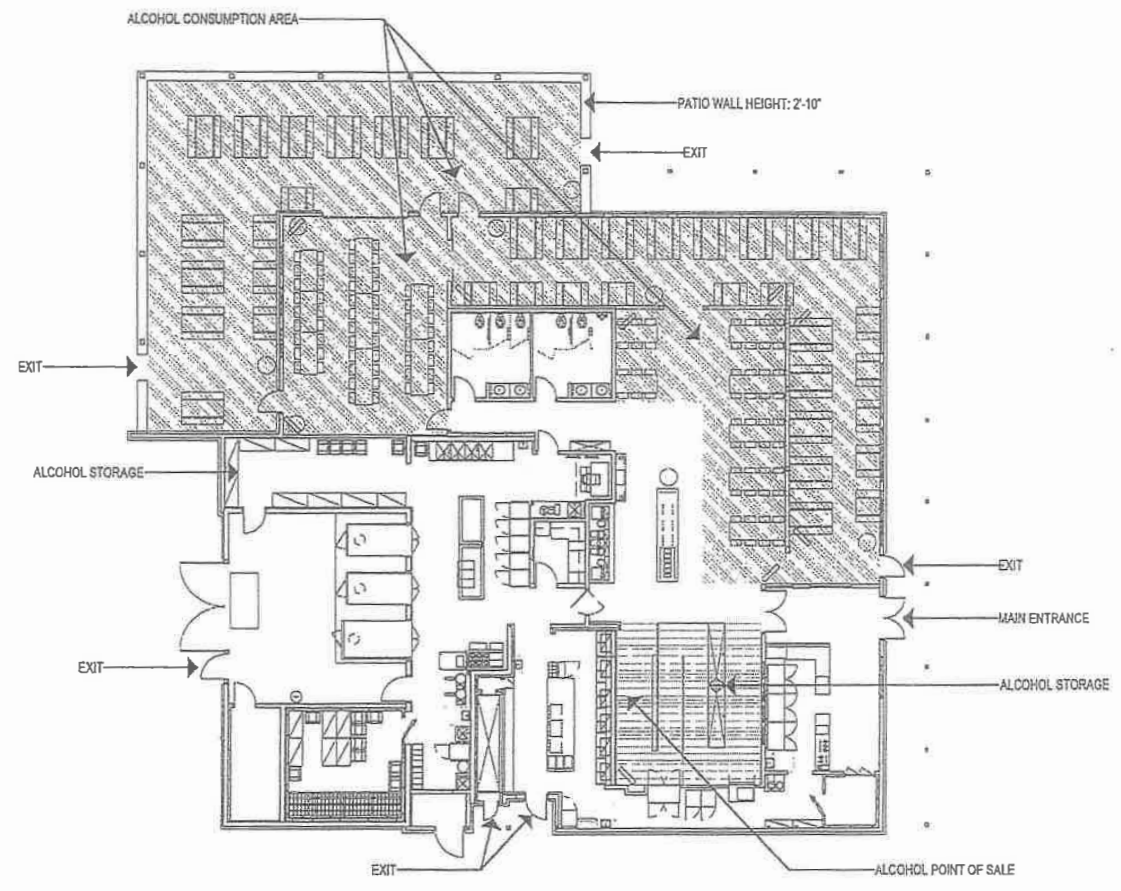 ALCOHOL CONSUMPTION AREA
PATIO WALL HEIGHT: 2'-10"
EXIT
EXIT
ALCOHOL STORAGE
EXIT
MAIN ENTRANCE
EXIT
ALCOHOL STORAGE
EXIT
ALCOHOL POINT OF SALE